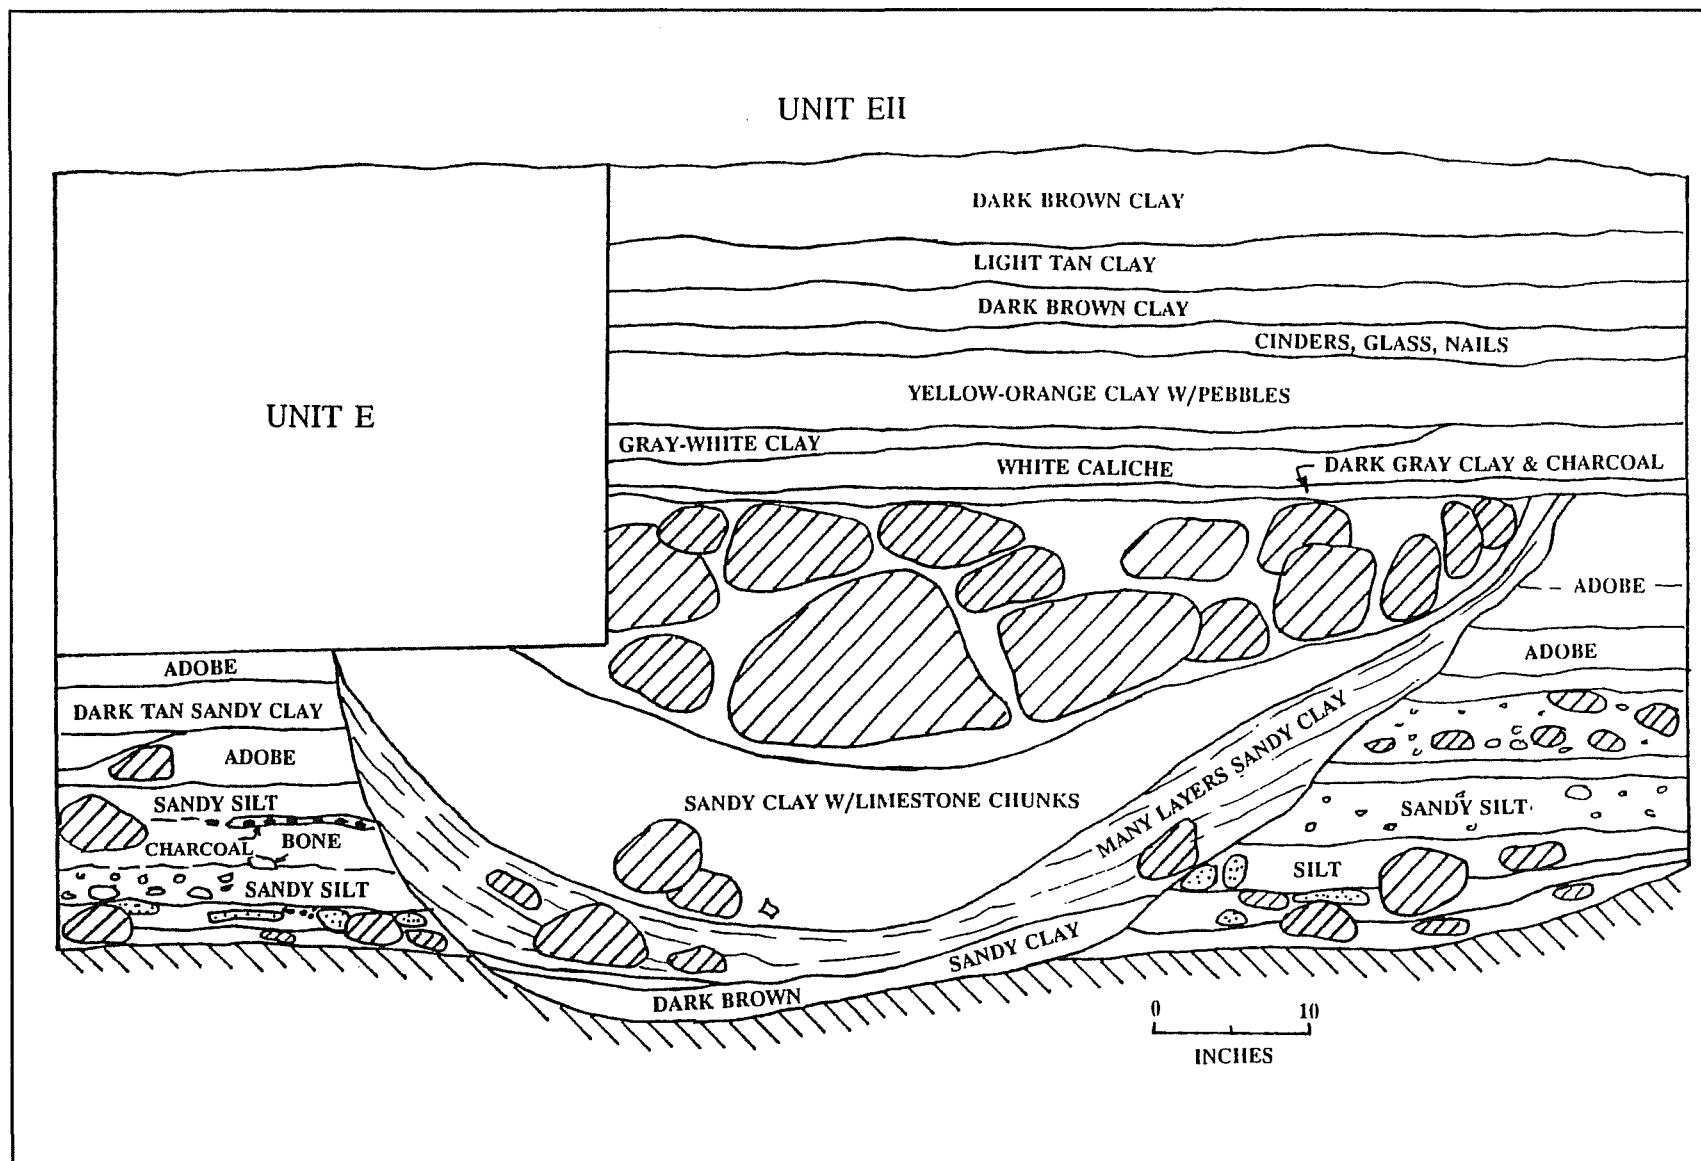 UNIT EII
DARK BROWN CLAY
LIGHT TAN CLAY
DARK BROWN CLAY
CINDERS, GLASS, NAILS
YELLOW-ORANGE CLAY W/PEBBLES
UNIT E
GRAY-WHITE CLAY
WHITE CALICHE
DARK GRAY CLAY & CHARCOAL
ADOBE
ADOBE
ADOBE
DARK TAN SANDY CLAY
ADOBE
SANDY CLAY W/LIMESTONE CHUNKS
MANY LAYERS SANDY CLAY
SANDY SILT
SANDY SILT
CHARCOAL
BONE
SILT
SANDY SILT
SANDY CLAY
DARK BROWN
0 10
INCHES